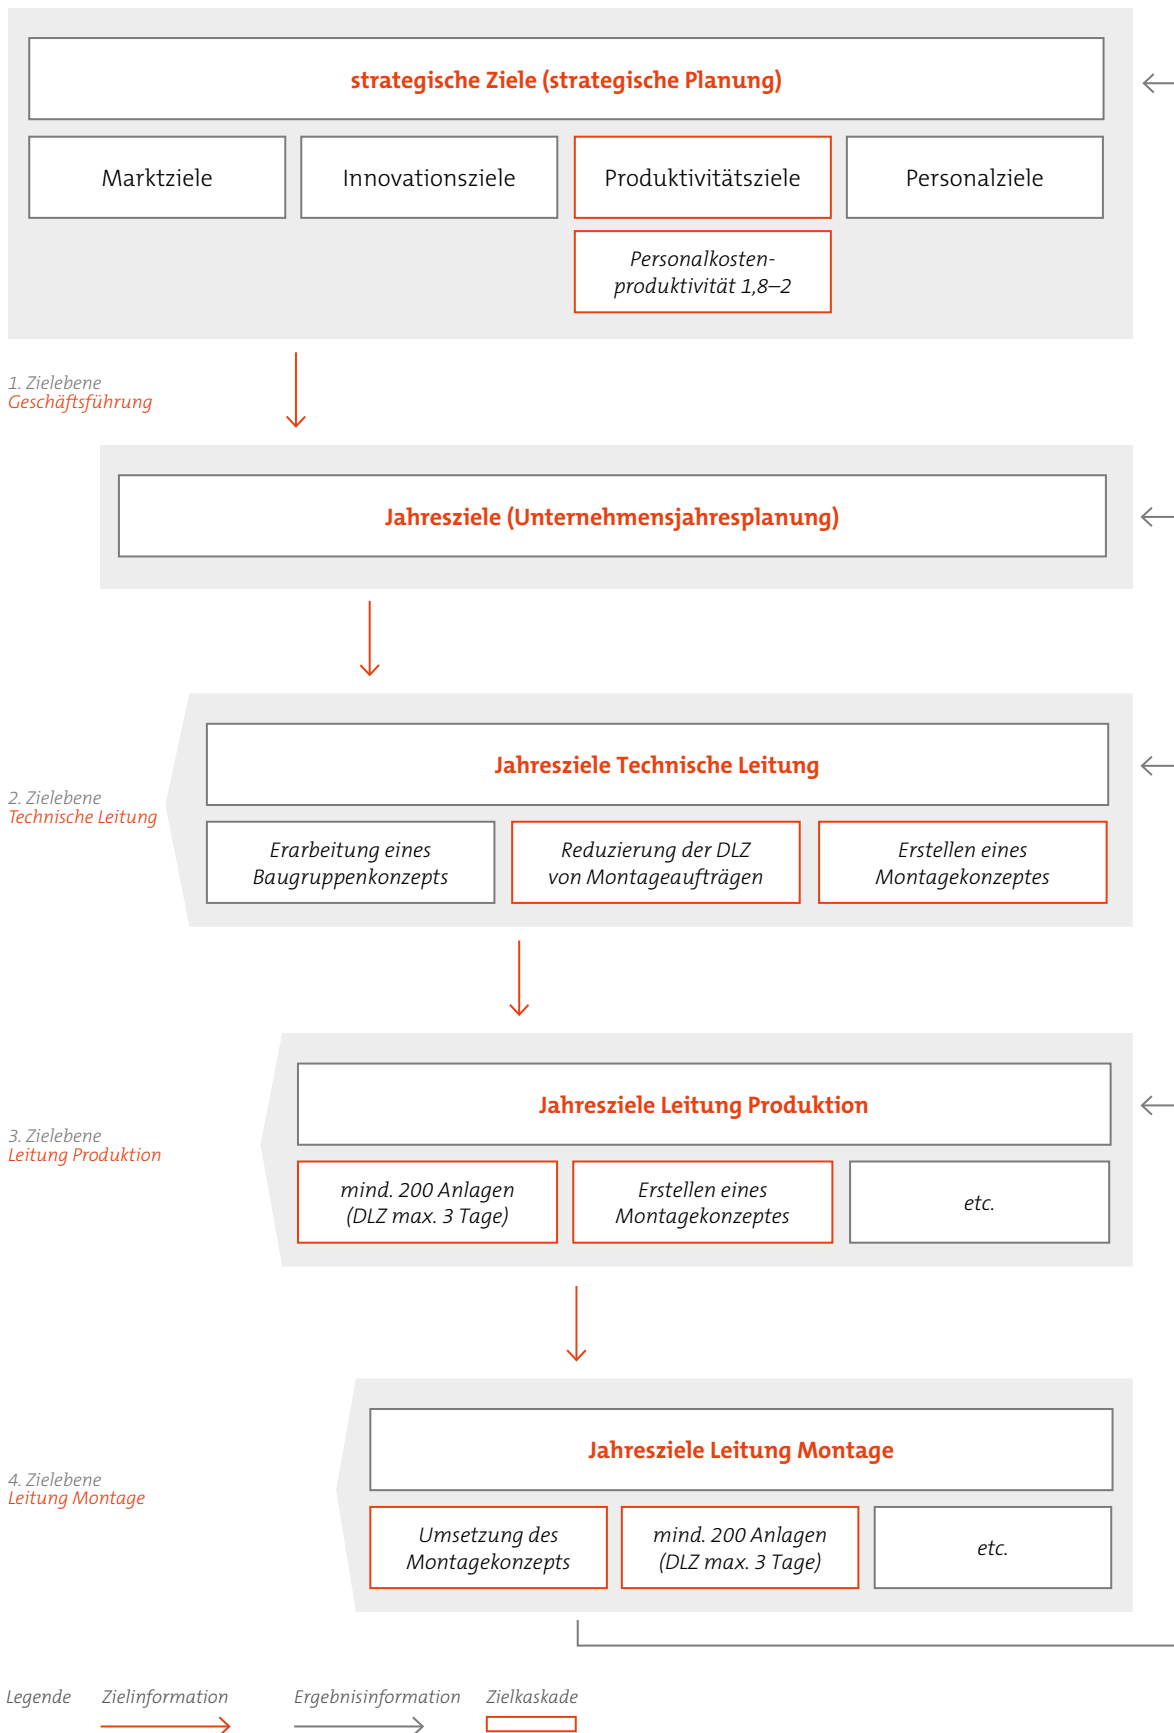 strategische Ziele (strategische Planung)
Marktziele
Innovationsziele
Produktivitätsziele
Personalziele
Personalkosten-
produktivität 1,8–2
1. Zielebene
Geschäftsführung
Jahresziele (Unternehmensjahresplanung)
Jahresziele Technische Leitung
2. Zielebene
Technische Leitung
Erarbeitung eines
Baugruppenkonzepts
Reduzierung der DLZ
von Montageaufträgen
Erstellen eines
Montagekonzeptes
Jahresziele Leitung Produktion
3. Zielebene
Leitung Produktion
mind. 200 Anlagen
(DLZ max. 3 Tage)
Erstellen eines
Montagekonzeptes
etc.
Jahresziele Leitung Montage
4. Zielebene
Leitung Montage
Umsetzung des
Montagekonzepts
mind. 200 Anlagen
(DLZ max. 3 Tage)
etc.
Legende Zielinformation Ergebnisinformation Zielkaskade